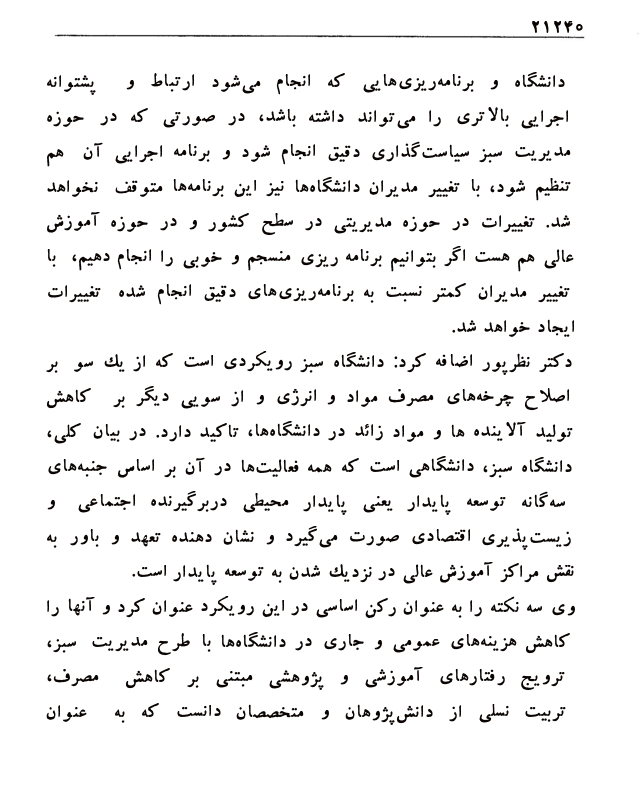 ۲۱۲۴۰
دانشگاه و برنامه‌ریزی‌هایی که انجام می‌شود ارتباط و پشتوانه
اجرایی بالاتری را می‌تواند داشته باشد، در صورتی که در حوزه
مدیریت سبز سیاست‌گذاری دقیق انجام شود و برنامه اجرایی آن هم
تنظیم شود، با تغییر مدیران دانشگاه‌ها نیز این برنامه‌ها متوقف نخواهد
شد. تغییرات در حوزه مدیریتی در سطح کشور و در حوزه آموزش
عالی هم هست اگر بتوانیم برنامه ریزی منسجم و خوبی را انجام دهیم، با
تغییر مدیران کمتر نسبت به برنامه‌ریزی‌های دقیق انجام شده تغییرات
ایجاد خواهد شد.
دکتر نظرپور اضافه کرد: دانشگاه سبز رویکردی است که از یك سو بر
اصلاح چرخه‌های مصرف مواد و انرژی و از سویی دیگر بر کاهش
تولید آلاینده ها و مواد زائد در دانشگاه‌ها، تاکید دارد. در بیان کلی،
دانشگاه سبز، دانشگاهی است که همه فعالیت‌ها در آن بر اساس جنبه‌های
سه‌گانه توسعه پایدار یعنی پایدار محیطی دربرگیرنده اجتماعی و
زیست‌پذیری اقتصادی صورت می‌گیرد و نشان دهنده تعهد و باور به
نقش مراکز آموزش عالی در نزدیك شدن به توسعه پایدار است.
وی سه نکته را به عنوان رکن اساسی در این رویکرد عنوان کرد و آنها را
کاهش هزینه‌های عمومی و جاری در دانشگاه‌ها با طرح مدیریت سبز،
ترویج رفتارهای آموزشی و پژوهشی مبتنی بر کاهش مصرف،
تربیت نسلی از دانش‌پژوهان و متخصصان دانست که به عنوان